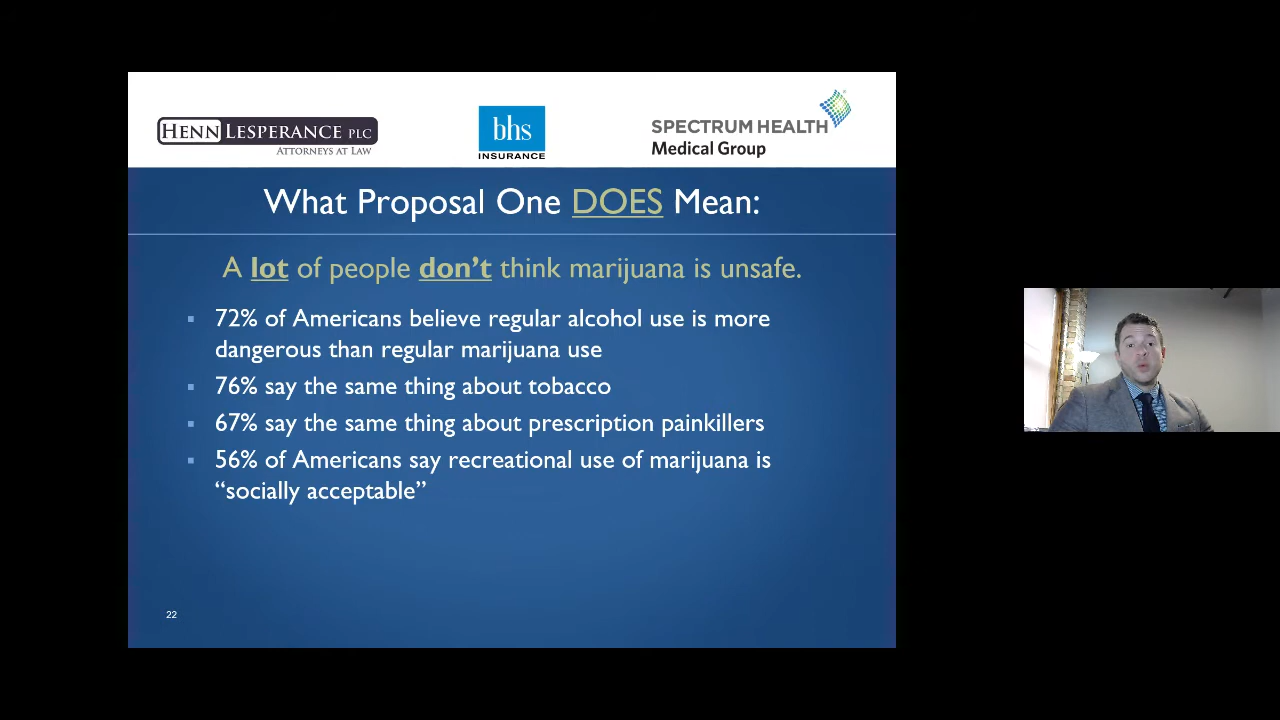 HENN LESPERANCE PLC
ATTORNEYS AT LAW
bhs
INSURANCE
SPECTRUM HEALTH
Medical Group
What Proposal One DOES Mean:
A lot of people don't think marijuana is unsafe.
▪ 72% of Americans believe regular alcohol use is more
dangerous than regular marijuana use
▪ 76% say the same thing about tobacco
▪ 67% say the same thing about prescription painkillers
▪ 56% of Americans say recreational use of marijuana is
“socially acceptable”
22